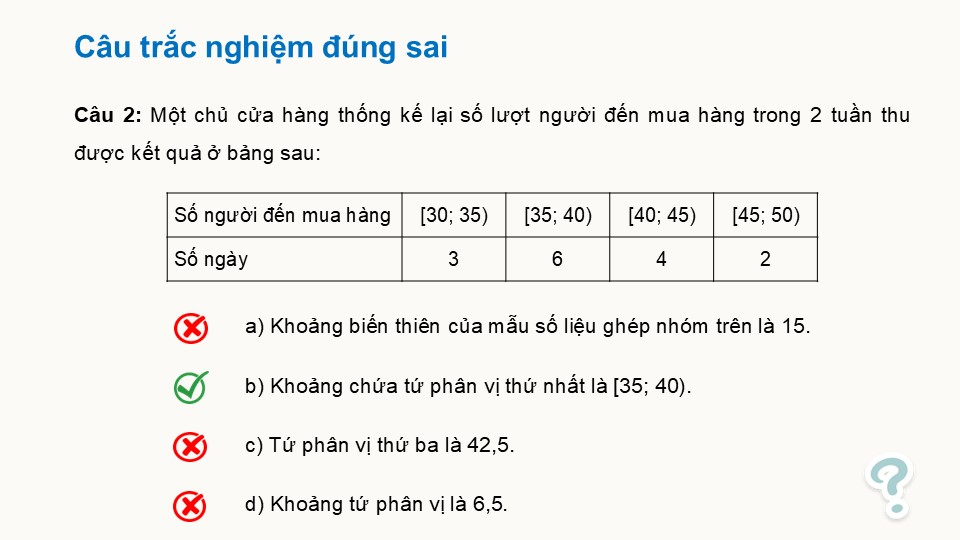 Câu trắc nghiệm đúng sai
Câu 2: Một chủ cửa hàng thống kế lại số lượt người đến mua hàng trong 2 tuần thu
được kết quả ở bảng sau:
Số người đến mua hàng [30; 35) [35; 40) [40; 45) [45; 50)
Số ngày 3 6 4 2
a) Khoảng biến thiên của mẫu số liệu ghép nhóm trên là 15.
b) Khoảng chứa tứ phân vị thứ nhất là [35; 40).
c) Tứ phân vị thứ ba là 42,5.
d) Khoảng tứ phân vị là 6,5.
?